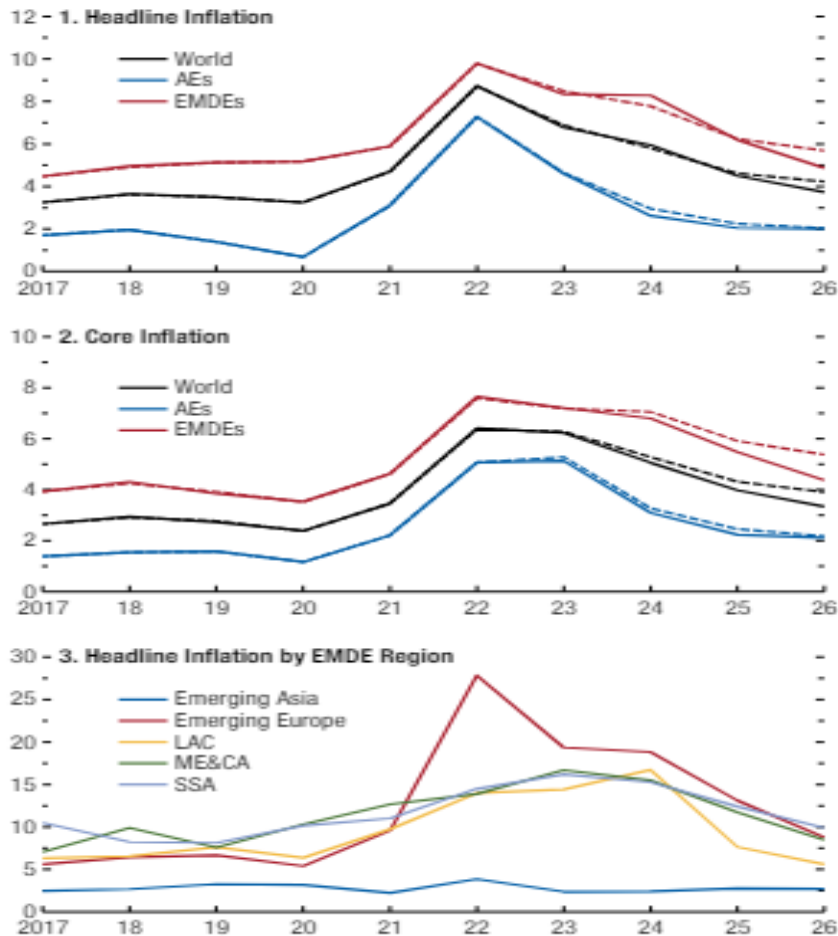 12 - 1. Headline Inflation
10 -
World
AEs
8 -
EMDEs
6 -
4 -
2 -
0
2017 18 19 20 21 22 23 24 25 26
10 - 2. Core Inflation
8 -
World
AEs
6 -
EMDEs
4 -
2 -
0
2017 18 19 20 21 22 23 24 25 26
30 - 3. Headline Inflation by EMDE Region
25 -
Emerging Asia
Emerging Europe
20 -
LAC
ME&CA
15 -
SSA
10 -
5
0
2017 18 19 20 21 22 23 24 25 26